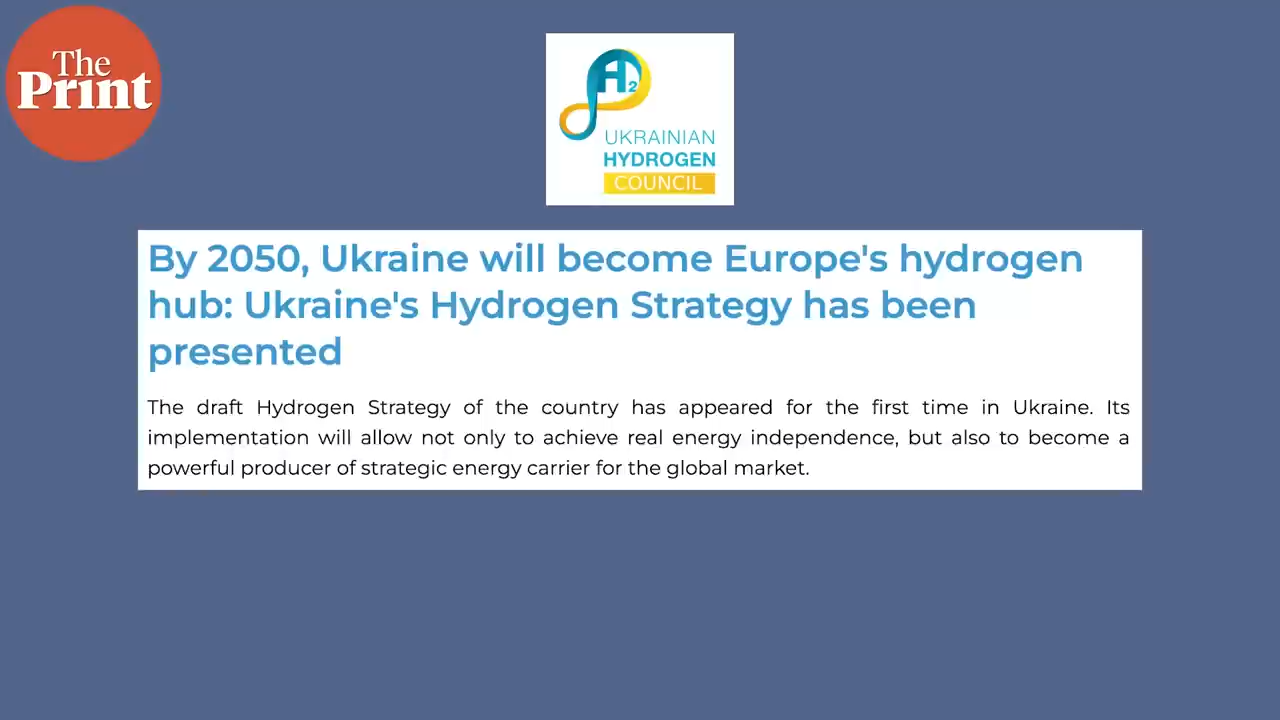 The
Print
H2
UKRAINIAN
HYDROGEN
COUNCIL
By 2050, Ukraine will become Europe's hydrogen
hub: Ukraine's Hydrogen Strategy has been
presented
The draft Hydrogen Strategy of the country has appeared for the first time in Ukraine. Its
implementation will allow not only to achieve real energy independence, but also to become a
powerful producer of strategic energy carrier for the global market.